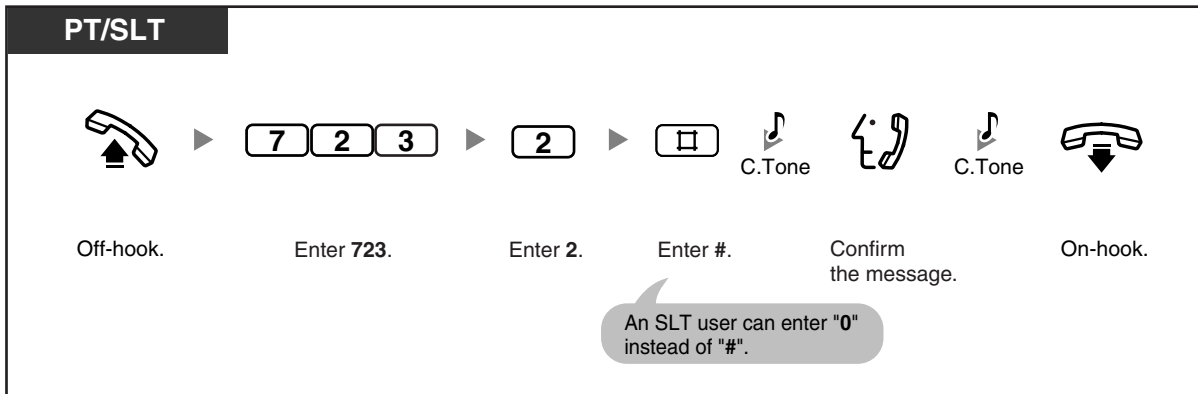 PT/SLT
7 2 3
2
#
C.Tone
C.Tone
Off-hook.
Enter 723.
Enter 2.
Enter #.
Confirm
the message.
On-hook.
An SLT user can enter "0"
instead of "#".